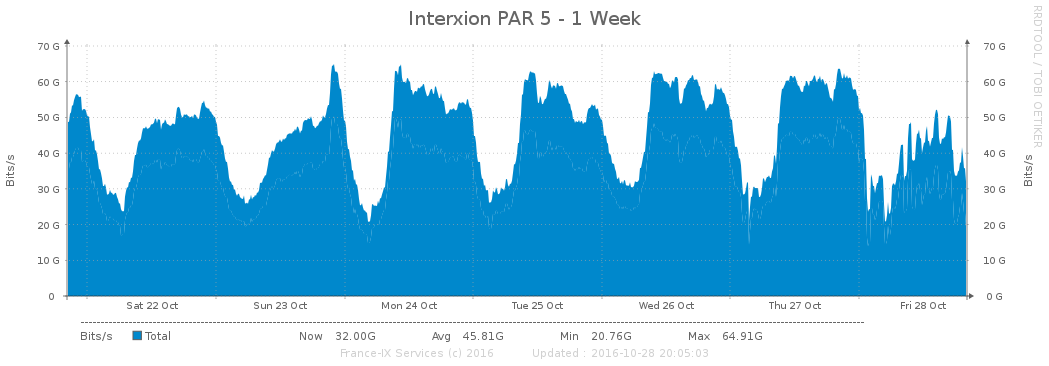 Interxion PAR 5 - 1 Week
RRDTOOL / TOBI OETIKER
70 G 70 G
60 G 60 G
50 G 50 G
40 G 40 G
30 G 30 G
20 G 20 G
10 G 10 G
0 0 G
Bits/s Bits/s
Sat 22 Oct Sun 23 Oct Mon 24 Oct Tue 25 Oct Wed 26 Oct Thu 27 Oct Fri 28 Oct
Bits/s Total Now 32.00G Avg 45.81G Min 20.76G Max 64.91G
France-IX Services (c) 2016 Updated : 2016-10-28 20:05:03